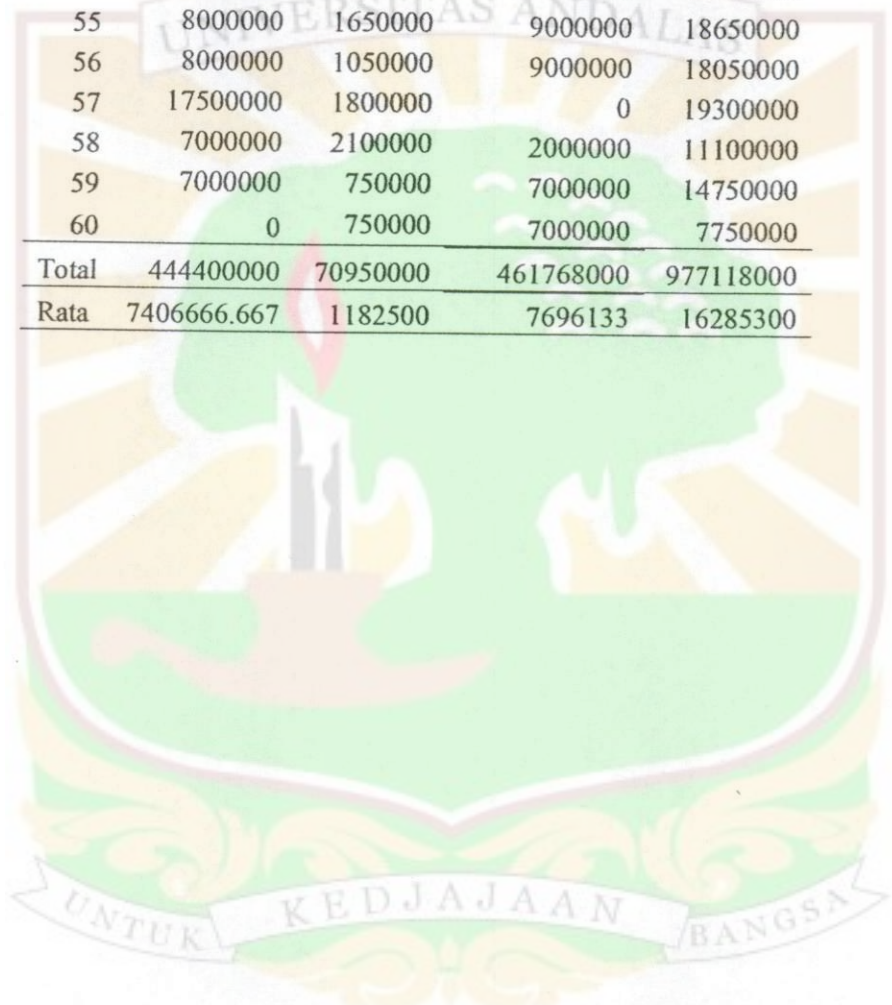 UNIVERSITAS ANDALAS
55 8000000 1650000 9000000 18650000
56 8000000 1050000 9000000 18050000
57 17500000 1800000 0 19300000
58 7000000 2100000 2000000 11100000
59 7000000 750000 7000000 14750000
60 0 750000 7000000 7750000
Total 444400000 70950000 461768000 977118000
Rata 7406666.667 1182500 7696133 16285300
UNTUK KEDJAJAAN BANGSA